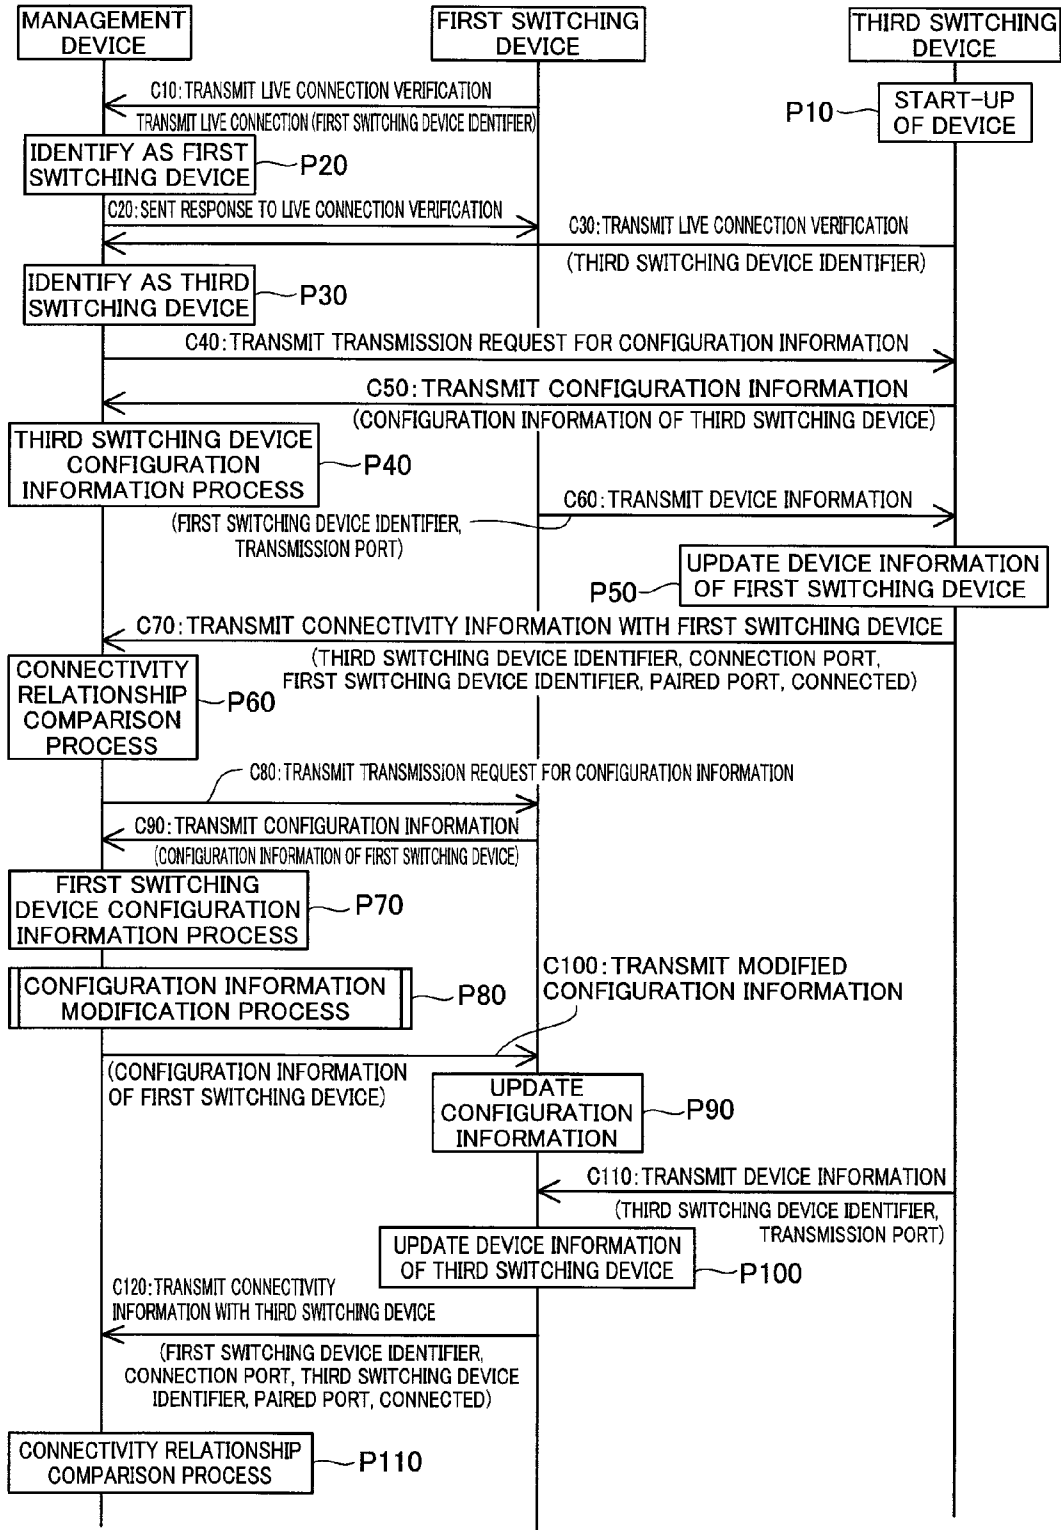 MANAGEMENT
DEVICE
FIRST SWITCHING
DEVICE
THIRD SWITCHING
DEVICE
C10:TRANSMIT LIVE CONNECTION VERIFICATION
TRANSMIT LIVE CONNECTION (FIRST SWITCHING DEVICE IDENTIFIER)
P10
START-UP
OF DEVICE
IDENTIFY AS FIRST
SWITCHING DEVICE
P20
C20:SENT RESPONSE TO LIVE CONNECTION VERIFICATION
C30:TRANSMIT LIVE CONNECTION VERIFICATION
(THIRD SWITCHING DEVICE IDENTIFIER)
IDENTIFY AS THIRD
SWITCHING DEVICE
P30
C40:TRANSMIT TRANSMISSION REQUEST FOR CONFIGURATION INFORMATION
C50:TRANSMIT CONFIGURATION INFORMATION
(CONFIGURATION INFORMATION OF THIRD SWITCHING DEVICE)
THIRD SWITCHING DEVICE
CONFIGURATION
INFORMATION PROCESS
P40
C60:TRANSMIT DEVICE INFORMATION
(FIRST SWITCHING DEVICE IDENTIFIER,
TRANSMISSION PORT)
UPDATE DEVICE INFORMATION
OF FIRST SWITCHING DEVICE
P50
C70:TRANSMIT CONNECTIVITY INFORMATION WITH FIRST SWITCHING DEVICE
(THIRD SWITCHING DEVICE IDENTIFIER, CONNECTION PORT,
FIRST SWITCHING DEVICE IDENTIFIER, PAIRED PORT, CONNECTED)
CONNECTIVITY
RELATIONSHIP
COMPARISON
PROCESS
P60
C80:TRANSMIT TRANSMISSION REQUEST FOR CONFIGURATION INFORMATION
C90:TRANSMIT CONFIGURATION INFORMATION
(CONFIGURATION INFORMATION OF FIRST SWITCHING DEVICE)
FIRST SWITCHING
DEVICE CONFIGURATION
INFORMATION PROCESS
P70
CONFIGURATION INFORMATION
MODIFICATION PROCESS
P80
C100:TRANSMIT MODIFIED
CONFIGURATION INFORMATION
(CONFIGURATION INFORMATION
OF FIRST SWITCHING DEVICE)
UPDATE
CONFIGURATION
INFORMATION
P90
C110:TRANSMIT DEVICE INFORMATION
(THIRD SWITCHING DEVICE IDENTIFIER,
TRANSMISSION PORT)
UPDATE DEVICE INFORMATION
OF THIRD SWITCHING DEVICE
P100
C120:TRANSMIT CONNECTIVITY
INFORMATION WITH THIRD SWITCHING DEVICE
(FIRST SWITCHING DEVICE IDENTIFIER,
CONNECTION PORT, THIRD SWITCHING DEVICE
IDENTIFIER, PAIRED PORT, CONNECTED)
CONNECTIVITY RELATIONSHIP
COMPARISON PROCESS
P110